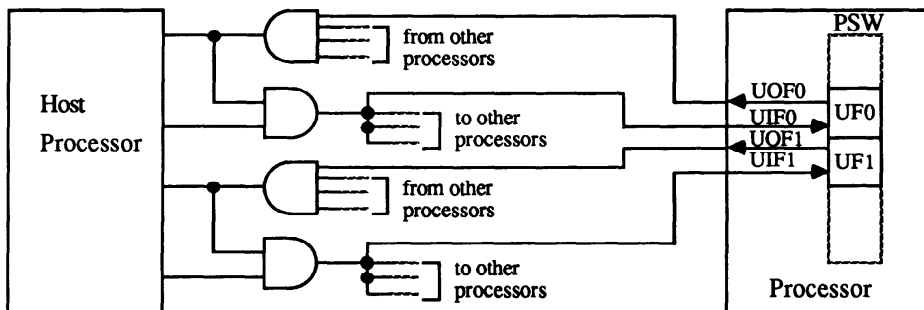 PSW
from other
processors
Host
Processor
UOF0
UF0
UIF0
to other
processors
UOF1
UF1
UIF1
from other
processors
to other
processors
Processor